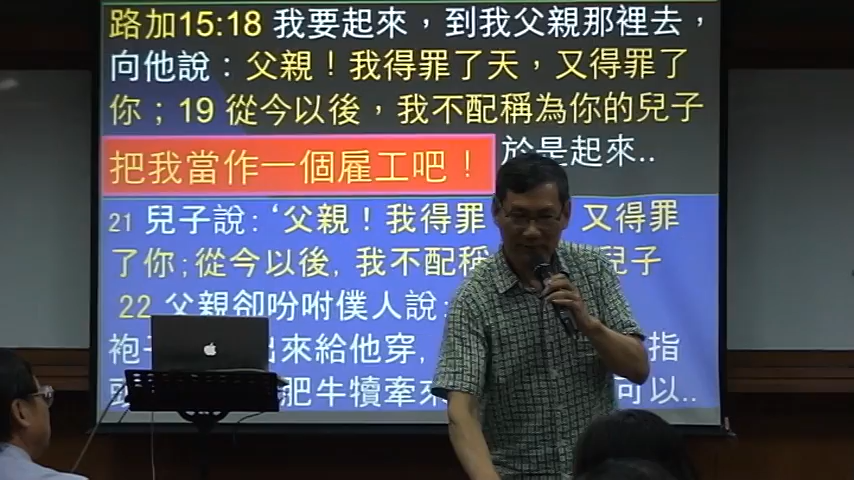 路加15:18 我要起來，到我父親那裡去，
向他說：父親！我得罪了天，又得罪了
你；19 從今以後，我不配稱為你的兒子
把我當作一個雇工吧！ 於是起來..
21 兒子說：‘父親！我得罪 又得罪
了你;從今以後, 我不配稱 兒子
22 父親卻吩咐僕人說:
袍 出來給他穿, 指
肥牛犢牽 可以..